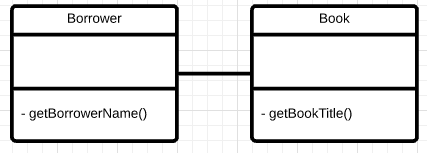 Borrower
Book
- getBorrowerName()
- getBookTitle()